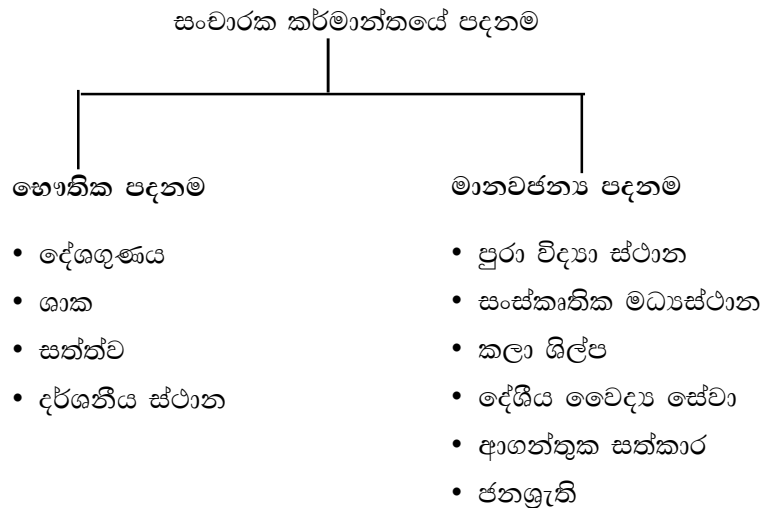 සංචාරක කර්මාන්තයේ පදනම
භෞතික පදනම
• දේශගුණය
• ශාක
• සත්ත්ව
• දර්ශනීය ස්ථාන
මානවජන්‍ය පදනම
• පුරා විද්‍යා ස්ථාන
• සංස්කෘතික මධ්‍යස්ථාන
• කලා ශිල්ප
• දේශීය වෛද්‍ය සේවා
• ආගන්තුක සත්කාර
• ජනශ්‍රැති